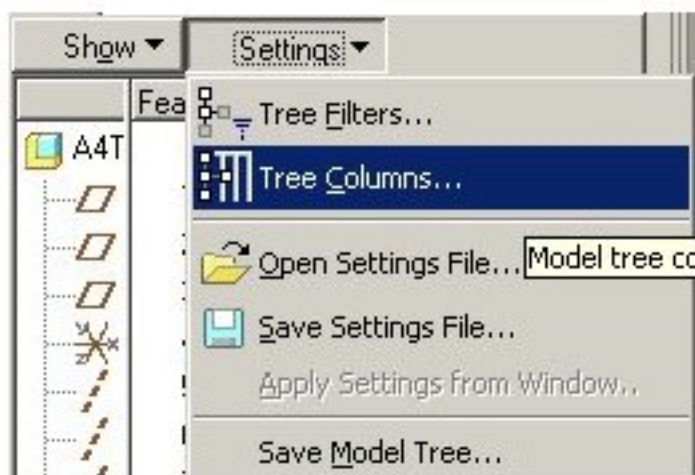 Show Settings
Fea
Tree Filters...
A4T
Tree Columns...
Open Settings File... Model tree co
Save Settings File...
Apply Settings from Window..
Save Model Tree...